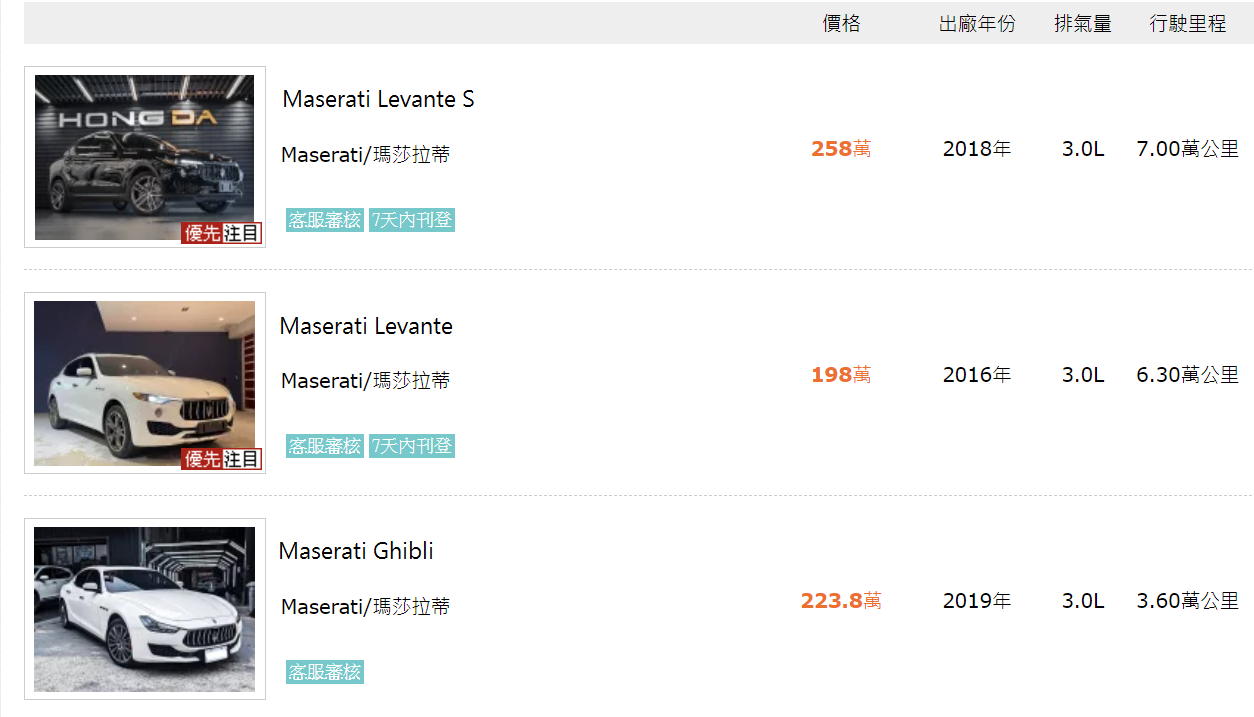 價格 出廠年份 排氣量 行駛里程
HONG DA
優先 注目
Maserati Levante S
Maserati/瑪莎拉蒂
客服審核 7天內刊登
258萬 2018年 3.0L 7.00萬公里
優先 注目
Maserati Levante
Maserati/瑪莎拉蒂
客服審核 7天內刊登
198萬 2016年 3.0L 6.30萬公里
Maserati Ghibli
Maserati/瑪莎拉蒂
客服審核
223.8萬 2019年 3.0L 3.60萬公里